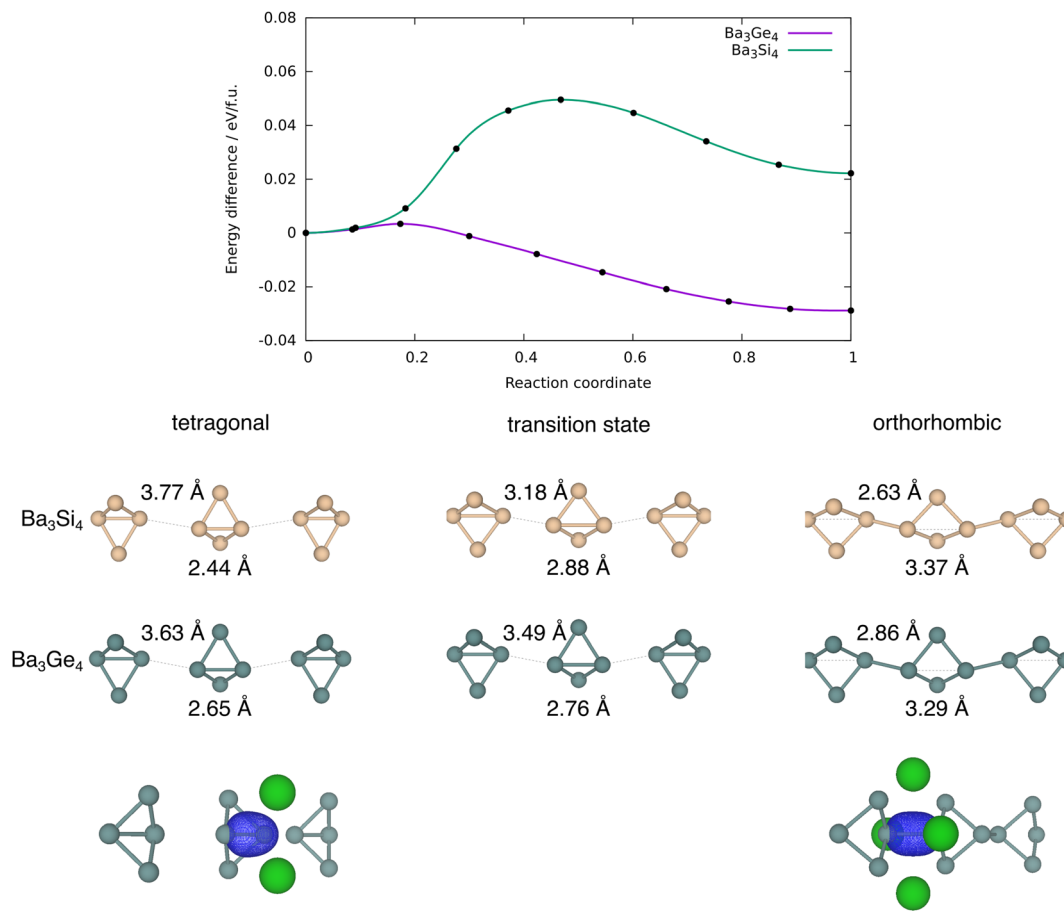 0.08
0.06
0.04
0.02
0
-0.02
-0.04
Energy difference / eV/f.u.
Ba₃Ge₄
Ba₃Si₄
0 0.2 0.4 0.6 0.8 1
Reaction coordinate
tetragonal transition state orthorhombic
3.77 Å 3.18 Å 2.63 Å
Ba₃Si₄
2.44 Å 2.88 Å 3.37 Å
3.63 Å 3.49 Å 2.86 Å
Ba₃Ge₄
2.65 Å 2.76 Å 3.29 Å